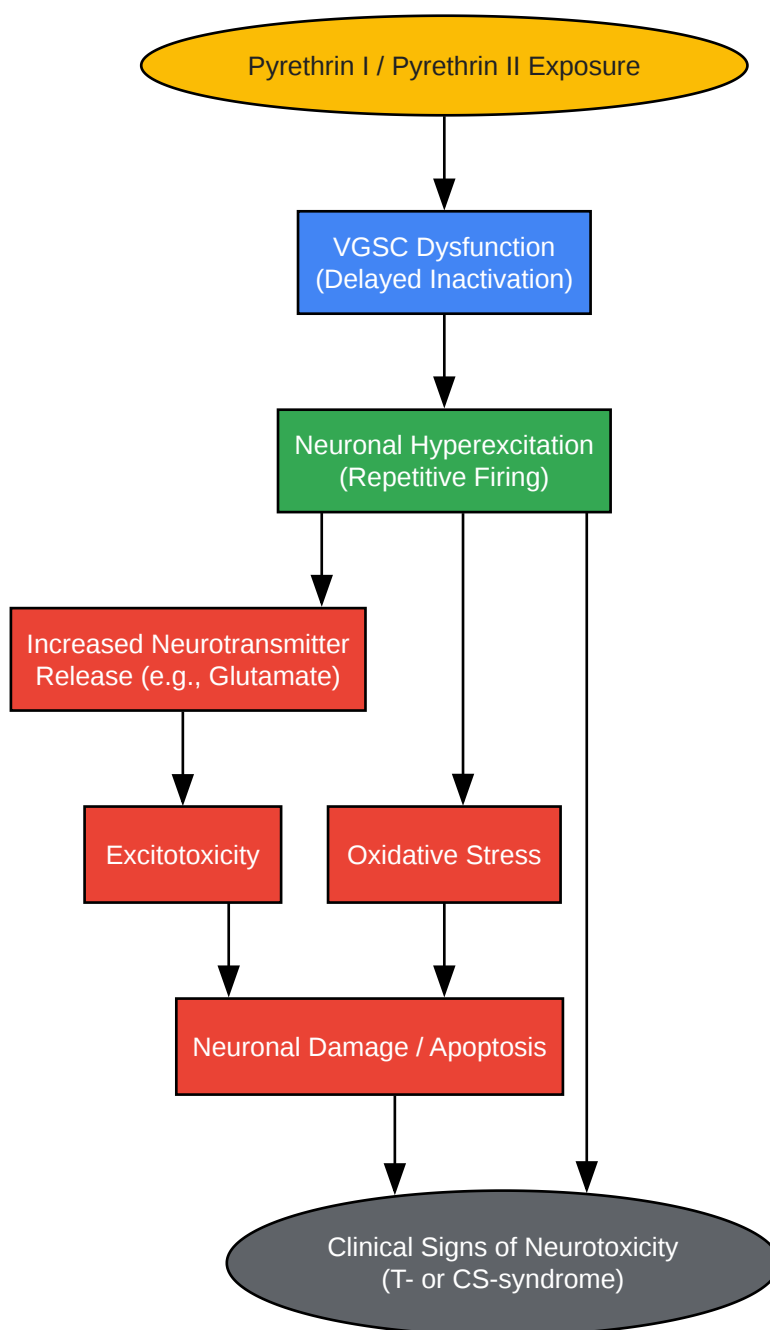 Pyrethrin I / Pyrethrin II Exposure
VGSC Dysfunction
(Delayed Inactivation)
Neuronal Hyperexcitation
(Repetitive Firing)
Increased Neurotransmitter
Release (e.g., Glutamate)
Excitotoxicity
Oxidative Stress
Neuronal Damage / Apoptosis
Clinical Signs of Neurotoxicity
(T- or CS-syndrome)